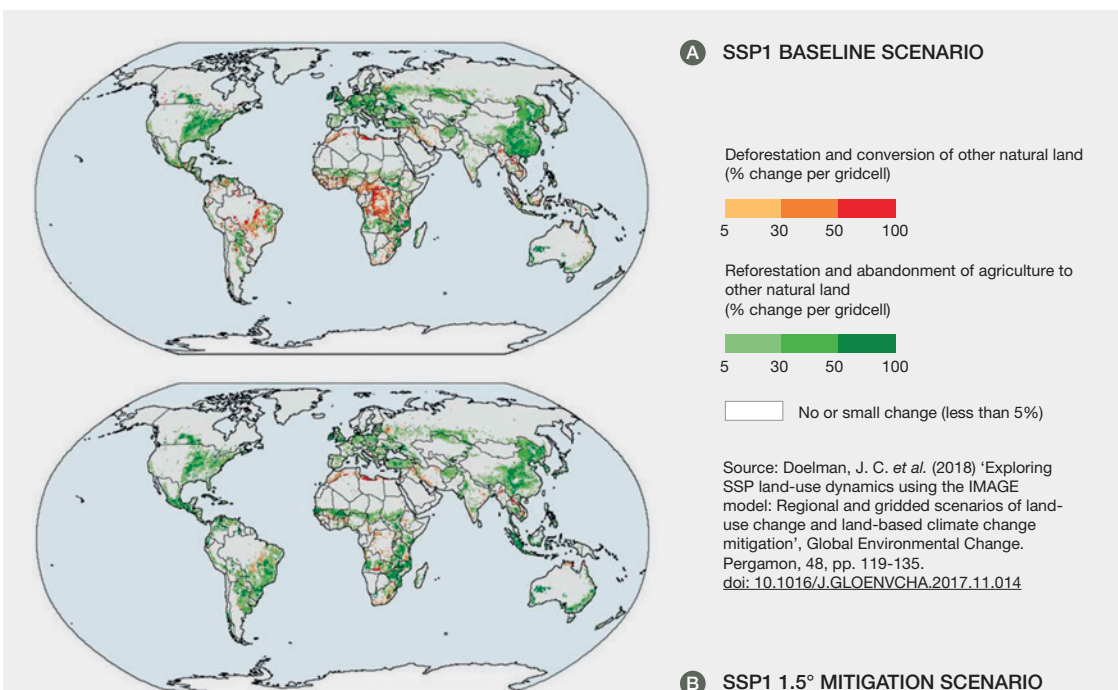 A SSP1 BASELINE SCENARIO
Deforestation and conversion of other natural land
(% change per gridcell)
5 30 50 100
Reforestation and abandonment of agriculture to
other natural land
(% change per gridcell)
5 30 50 100
No or small change (less than 5%)
Source: Doelman, J. C. et al. (2018) ‘Exploring
SSP land-use dynamics using the IMAGE
model: Regional and gridded scenarios of land-
use change and land-based climate change
mitigation’, Global Environmental Change.
Pergamon, 48, pp. 119-135.
doi: 10.1016/J.GLOENVCHA.2017.11.014
B SSP1 1.5° MITIGATION SCENARIO